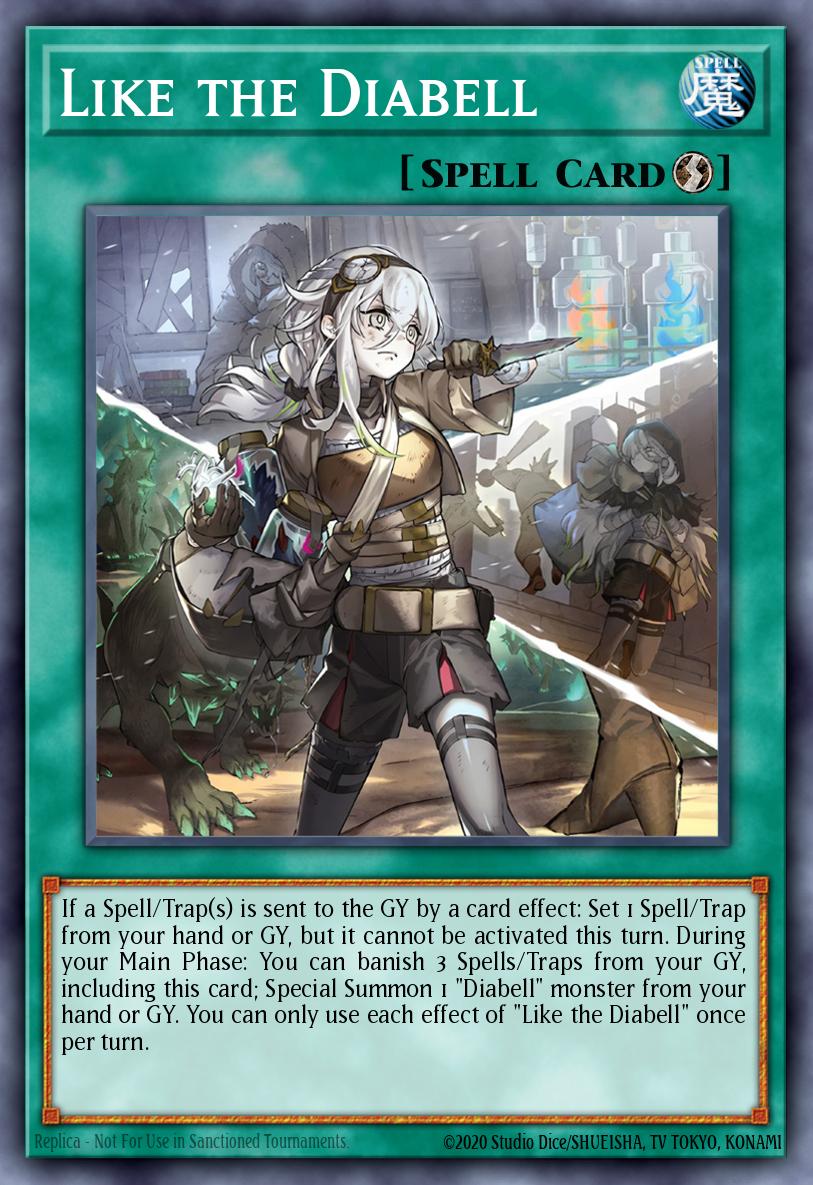 Like the Diabell
SPELL
魔
[Spell Card]
If a Spell/Trap(s) is sent to the GY by a card effect: Set 1 Spell/Trap
from your hand or GY, but it cannot be activated this turn. During
your Main Phase: You can banish 3 Spells/Traps from your GY,
including this card; Special Summon 1 "Diabell" monster from your
hand or GY. You can only use each effect of "Like the Diabell" once
per turn.
Replica - Not For Use in Sanctioned Tournaments.
©2020 Studio Dice/SHUEISHA, TV TOKYO, KONAMI